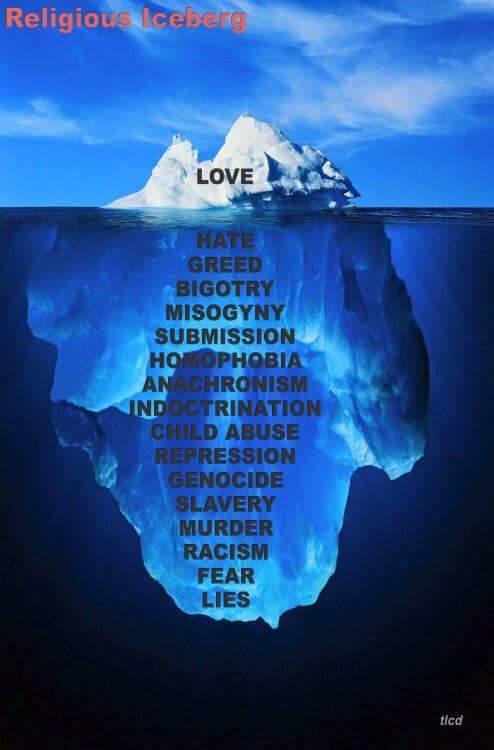 Religious Iceberg
LOVE
HATE
GREED
BIGOTRY
MISOGYNY
SUBMISSION
HOMOPHOBIA
ANACHRONISM
INDOCTRINATION
CHILD ABUSE
REPRESSION
GENOCIDE
SLAVERY
MURDER
RACISM
FEAR
LIES
tlcd